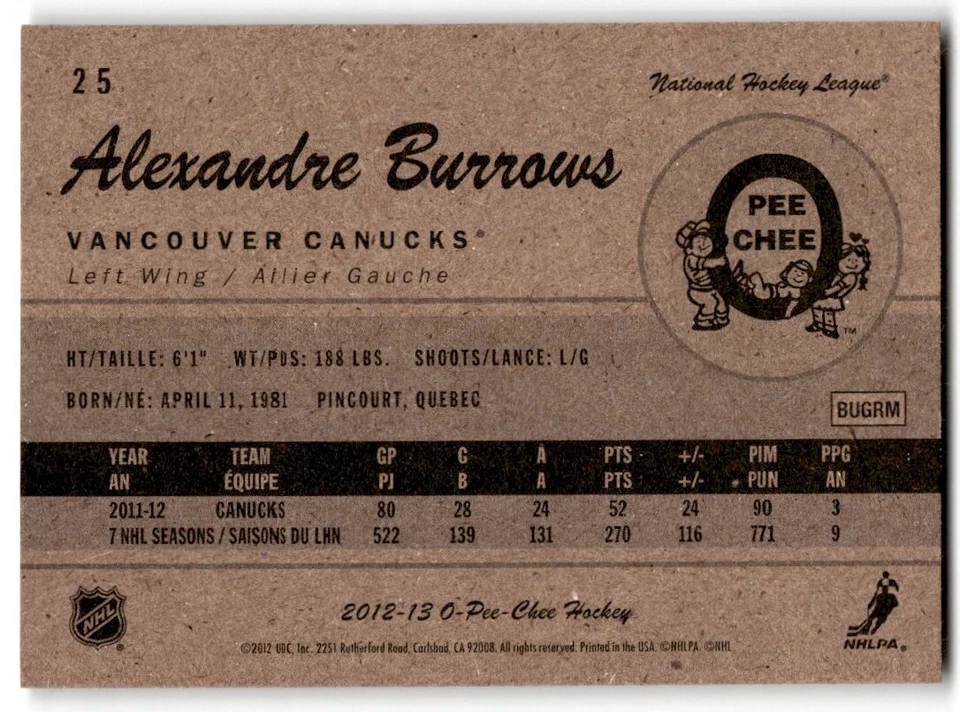 25
National Hockey League®
Alexandre Burrows
O
PEE
CHEE
TM
VANCOUVER CANUCKS®
Left Wing / Ailier Gauche
HT/TAILLE: 6'1" WT/PDS: 188 LBS. SHOOTS/LANCE: L/G
BORN/NÉ: APRIL 11, 1981 PINCOURT, QUEBEC
BUGRM
YEAR TEAM GP G A PTS +/- PIM PPG
AN ÉQUIPE PJ B A PTS +/- PUN AN
2011-12 CANUCKS 80 28 24 52 24 90 3
7 NHL SEASONS / SAISONS DU LHN 522 139 131 270 116 771 9
NHL®
2012-13 O-Pee-Chee Hockey
NHLPA®
©2012 UDC, Inc. 2251 Rutherford Road, Carlsbad, CA 92008. All rights reserved. Printed in the USA. ©NHLPA. ©NHL